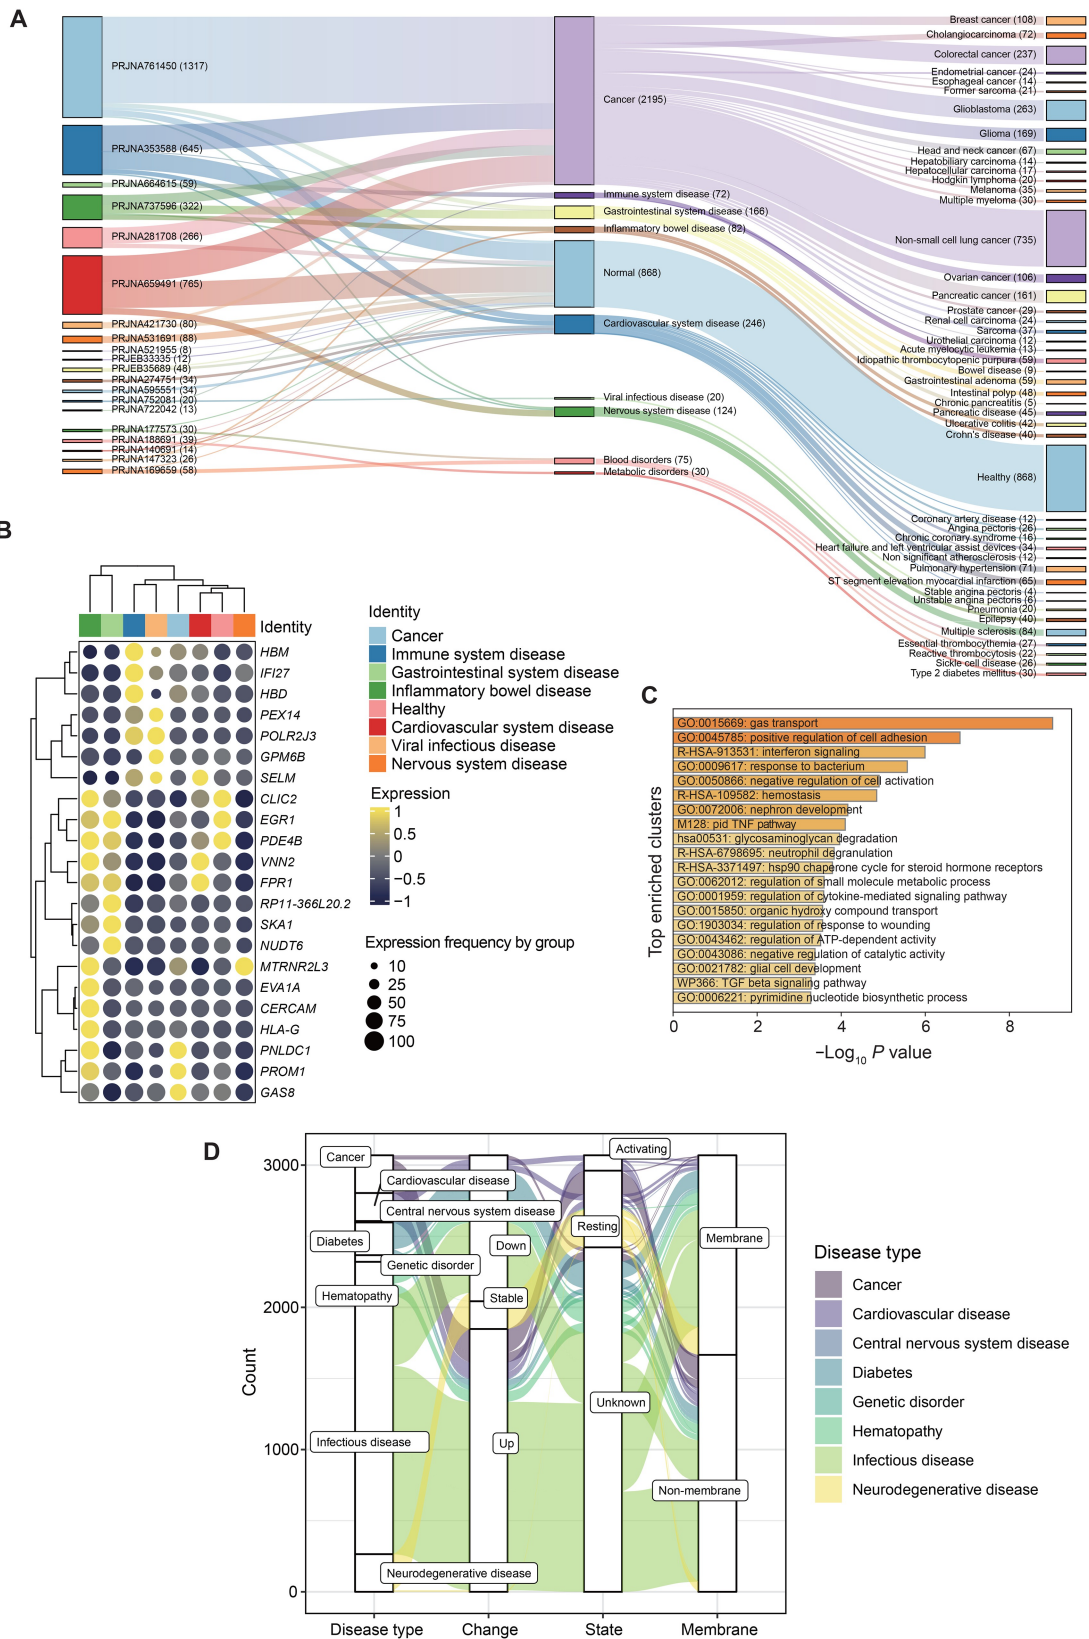 A
PRJNA761450 (1317)
PRJNA353588 (645)
PRJNA664615 (59)
PRJNA737596 (322)
PRJNA281708 (266)
PRJNA659491 (765)
PRJNA421730 (80)
PRJNA531691 (88)
PRJNA521955 (8)
PRJEB33335 (12)
PRJEB35689 (48)
PRJNA274751 (34)
PRJNA595551 (34)
PRJNA752081 (20)
PRJNA722042 (13)
PRJNA177573 (30)
PRJNA188691 (39)
PRJNA140691 (14)
PRJNA147323 (26)
PRJNA169659 (58)
Cancer (2195)
Immune system disease (72)
Gastrointestinal system disease (166)
Inflammatory bowel disease (82)
Normal (868)
Cardiovascular system disease (246)
Viral infectious disease (20)
Nervous system disease (124)
Blood disorders (75)
Metabolic disorders (30)
Breast cancer (108)
Cholangiocarcinoma (72)
Colorectal cancer (237)
Endometrial cancer (24)
Esophageal cancer (14)
Former sarcoma (21)
Glioblastoma (263)
Glioma (169)
Head and neck cancer (67)
Hepatobiliary carcinoma (14)
Hepatocellular carcinoma (17)
Hodgkin lymphoma (20)
Melanoma (35)
Multiple myeloma (30)
Non-small cell lung cancer (735)
Ovarian cancer (106)
Pancreatic cancer (161)
Prostate cancer (29)
Renal cell carcinoma (24)
Sarcoma (37)
Urothelial carcinoma (12)
Acute myelocytic leukemia (13)
Idiopathic thrombocytopenic purpura (59)
Bowel disease (9)
Gastrointestinal adenoma (59)
Intestinal polyp (48)
Chronic pancreatitis (5)
Pancreatic disease (45)
Ulcerative colitis (42)
Crohn's disease (40)
Healthy (868)
Coronary artery disease (12)
Angina pectoris (26)
Chronic coronary syndrome (16)
Heart failure and left ventricular assist devices (34)
Non significant atherosclerosis (12)
Pulmonary hypertension (71)
ST segment elevation myocardial infarction (65)
Stable angina pectoris (4)
Unstable angina pectoris (6)
Pneumonia (20)
Epilepsy (40)
Multiple sclerosis (84)
Essential thrombocythemia (27)
Reactive thrombocytosis (22)
Sickle cell disease (26)
Type 2 diabetes mellitus (30)
B
Identity
HBM
IFI27
HBD
PEX14
POLR2J3
GPM6B
SELM
CLIC2
EGR1
PDE4B
VNN2
FPR1
RP11-366L20.2
SKA1
NUDT6
MTRNR2L3
EVA1A
CERCAM
HLA-G
PNLDC1
PROM1
GAS8
Identity
Cancer
Immune system disease
Gastrointestinal system disease
Inflammatory bowel disease
Healthy
Cardiovascular system disease
Viral infectious disease
Nervous system disease
Expression
1
0.5
0
−0.5
−1
Expression frequency by group
10
25
50
75
100
C
Top enriched clusters
GO:0015669: gas transport
GO:0045785: positive regulation of cell adhesion
R-HSA-913531: interferon signaling
GO:0009617: response to bacterium
GO:0050866: negative regulation of cell activation
R-HSA-109582: hemostasis
GO:0072006: nephron development
M128: pid TNF pathway
hsa00531: glycosaminoglycan degradation
R-HSA-6798695: neutrophil degranulation
R-HSA-3371497: hsp90 chaperone cycle for steroid hormone receptors
GO:0062012: regulation of small molecule metabolic process
GO:0001959: regulation of cytokine-mediated signaling pathway
GO:0015850: organic hydroxy compound transport
GO:1903034: regulation of response to wounding
GO:0043462: regulation of ATP-dependent activity
GO:0043086: negative regulation of catalytic activity
GO:0021782: glial cell development
WP366: TGF beta signaling pathway
GO:0006221: pyrimidine nucleotide biosynthetic process
0 2 4 6 8
−Log10 P value
D
Count
3000
2000
1000
0
Cancer
Cardiovascular disease
Central nervous system disease
Diabetes
Genetic disorder
Hematopathy
Infectious disease
Neurodegenerative disease
Down
Stable
Up
Activating
Resting
Unknown
Membrane
Non-membrane
Disease type Change State Membrane
Disease type
Cancer
Cardiovascular disease
Central nervous system disease
Diabetes
Genetic disorder
Hematopathy
Infectious disease
Neurodegenerative disease